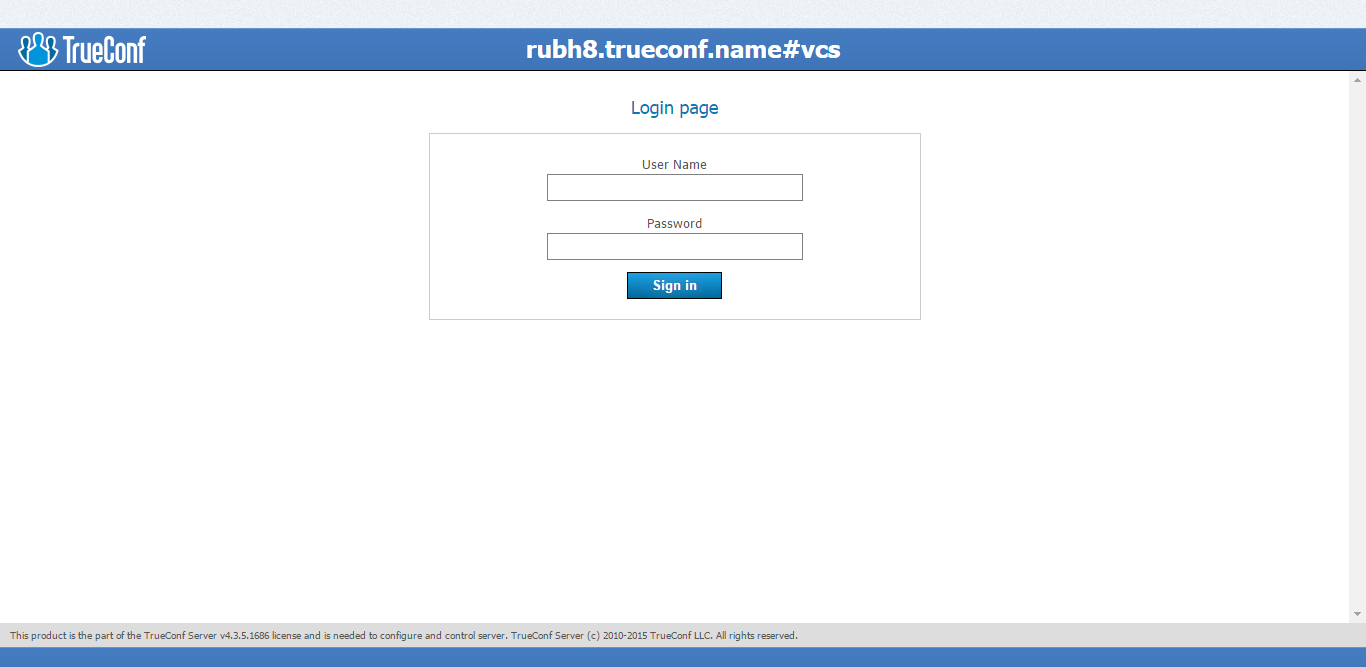 TrueConf
rubh8.trueconf.name#vcs
Login page
User Name
Password
Sign in
This product is the part of the TrueConf Server v4.3.5.1686 license and is needed to configure and control server. TrueConf Server (c) 2010-2015 TrueConf LLC. All rights reserved.